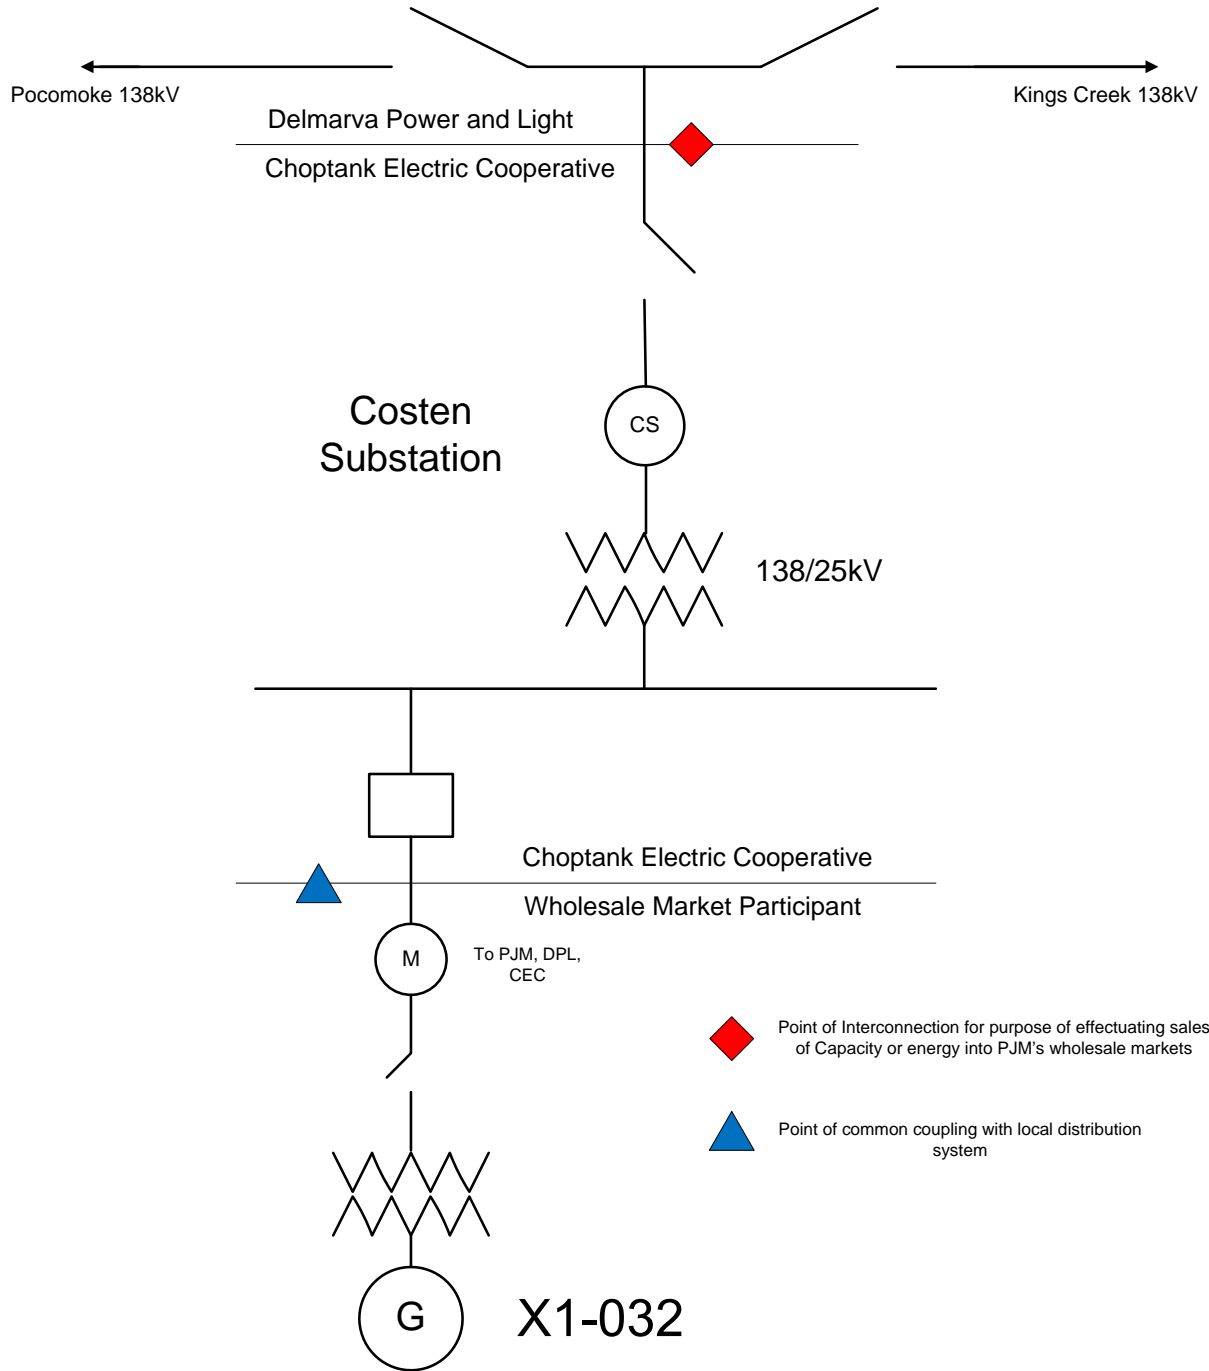 Pocomoke 138kV
Kings Creek 138kV
Delmarva Power and Light
Choptank Electric Cooperative
Costen
Substation
CS
138/25kV
Choptank Electric Cooperative
Wholesale Market Participant
M
To PJM, DPL,
CEC
Point of Interconnection for purpose of effectuating sales
of Capacity or energy into PJM's wholesale markets
Point of common coupling with local distribution
system
G
X1-032